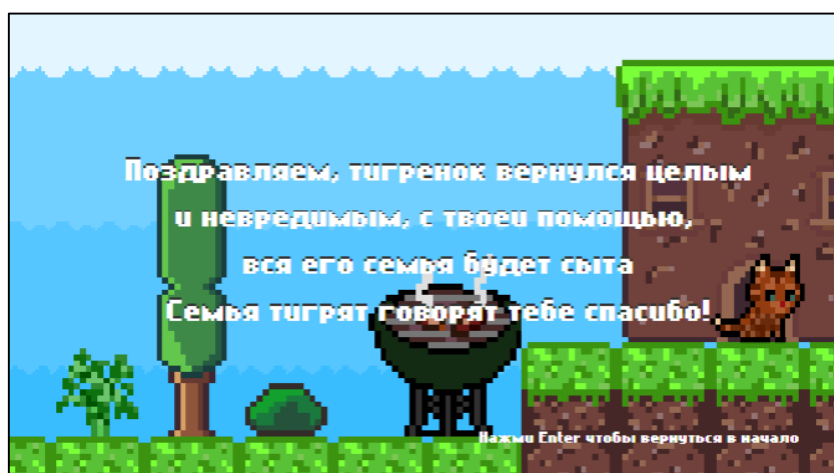 Поздравляем, тигренок вернулся целым
и невредимым, с твоей помощью,
вся его семья будет сыта
Семья тигрят говорят тебе спасибо!
Нажми Enter чтобы вернуться в начало